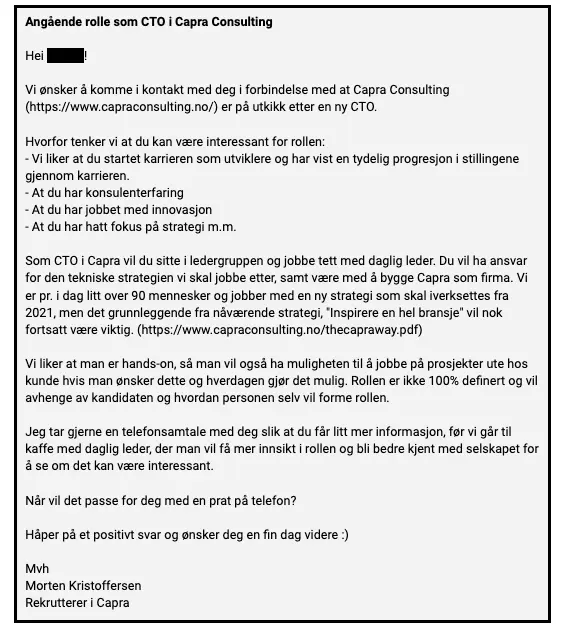 Angående rolle som CTO i Capra Consulting
Hei !
Vi ønsker å komme i kontakt med deg i forbindelse med at Capra Consulting
(https://www.capraconsulting.no/) er på utkikk etter en ny CTO.
Hvorfor tenker vi at du kan være interessant for rollen:
- Vi liker at du startet karrieren som utviklere og har vist en tydelig progresjon i stillingene
gjennom karrieren.
- At du har konsulenterfaring
- At du har jobbet med innovasjon
- At du har hatt fokus på strategi m.m.
Som CTO i Capra vil du sitte i ledergruppen og jobbe tett med daglig leder. Du vil ha ansvar
for den tekniske strategien vi skal jobbe etter, samt være med å bygge Capra som firma. Vi
er pr. i dag litt over 90 mennesker og jobber med en ny strategi som skal iverksettes fra
2021, men det grunnleggende fra nåværende strategi, "Inspirere en hel bransje" vil nok
fortsatt være viktig. (https://www.capraconsulting.no/thecapraway.pdf)
Vi liker at man er hands-on, så man vil også ha muligheten til å jobbe på prosjekter ute hos
kunde hvis man ønsker dette og hverdagen gjør det mulig. Rollen er ikke 100% definert og vil
avhenge av kandidaten og hvordan personen selv vil forme rollen.
Jeg tar gjerne en telefonsamtale med deg slik at du får litt mer informasjon, før vi går til
kaffe med daglig leder, der man vil få mer innsikt i rollen og bli bedre kjent med selskapet for
å se om det kan være interessant.
Når vil det passe for deg med en prat på telefon?
Håper på et positivt svar og ønsker deg en fin dag videre :)
Mvh
Morten Kristoffersen
Rekrutterer i Capra